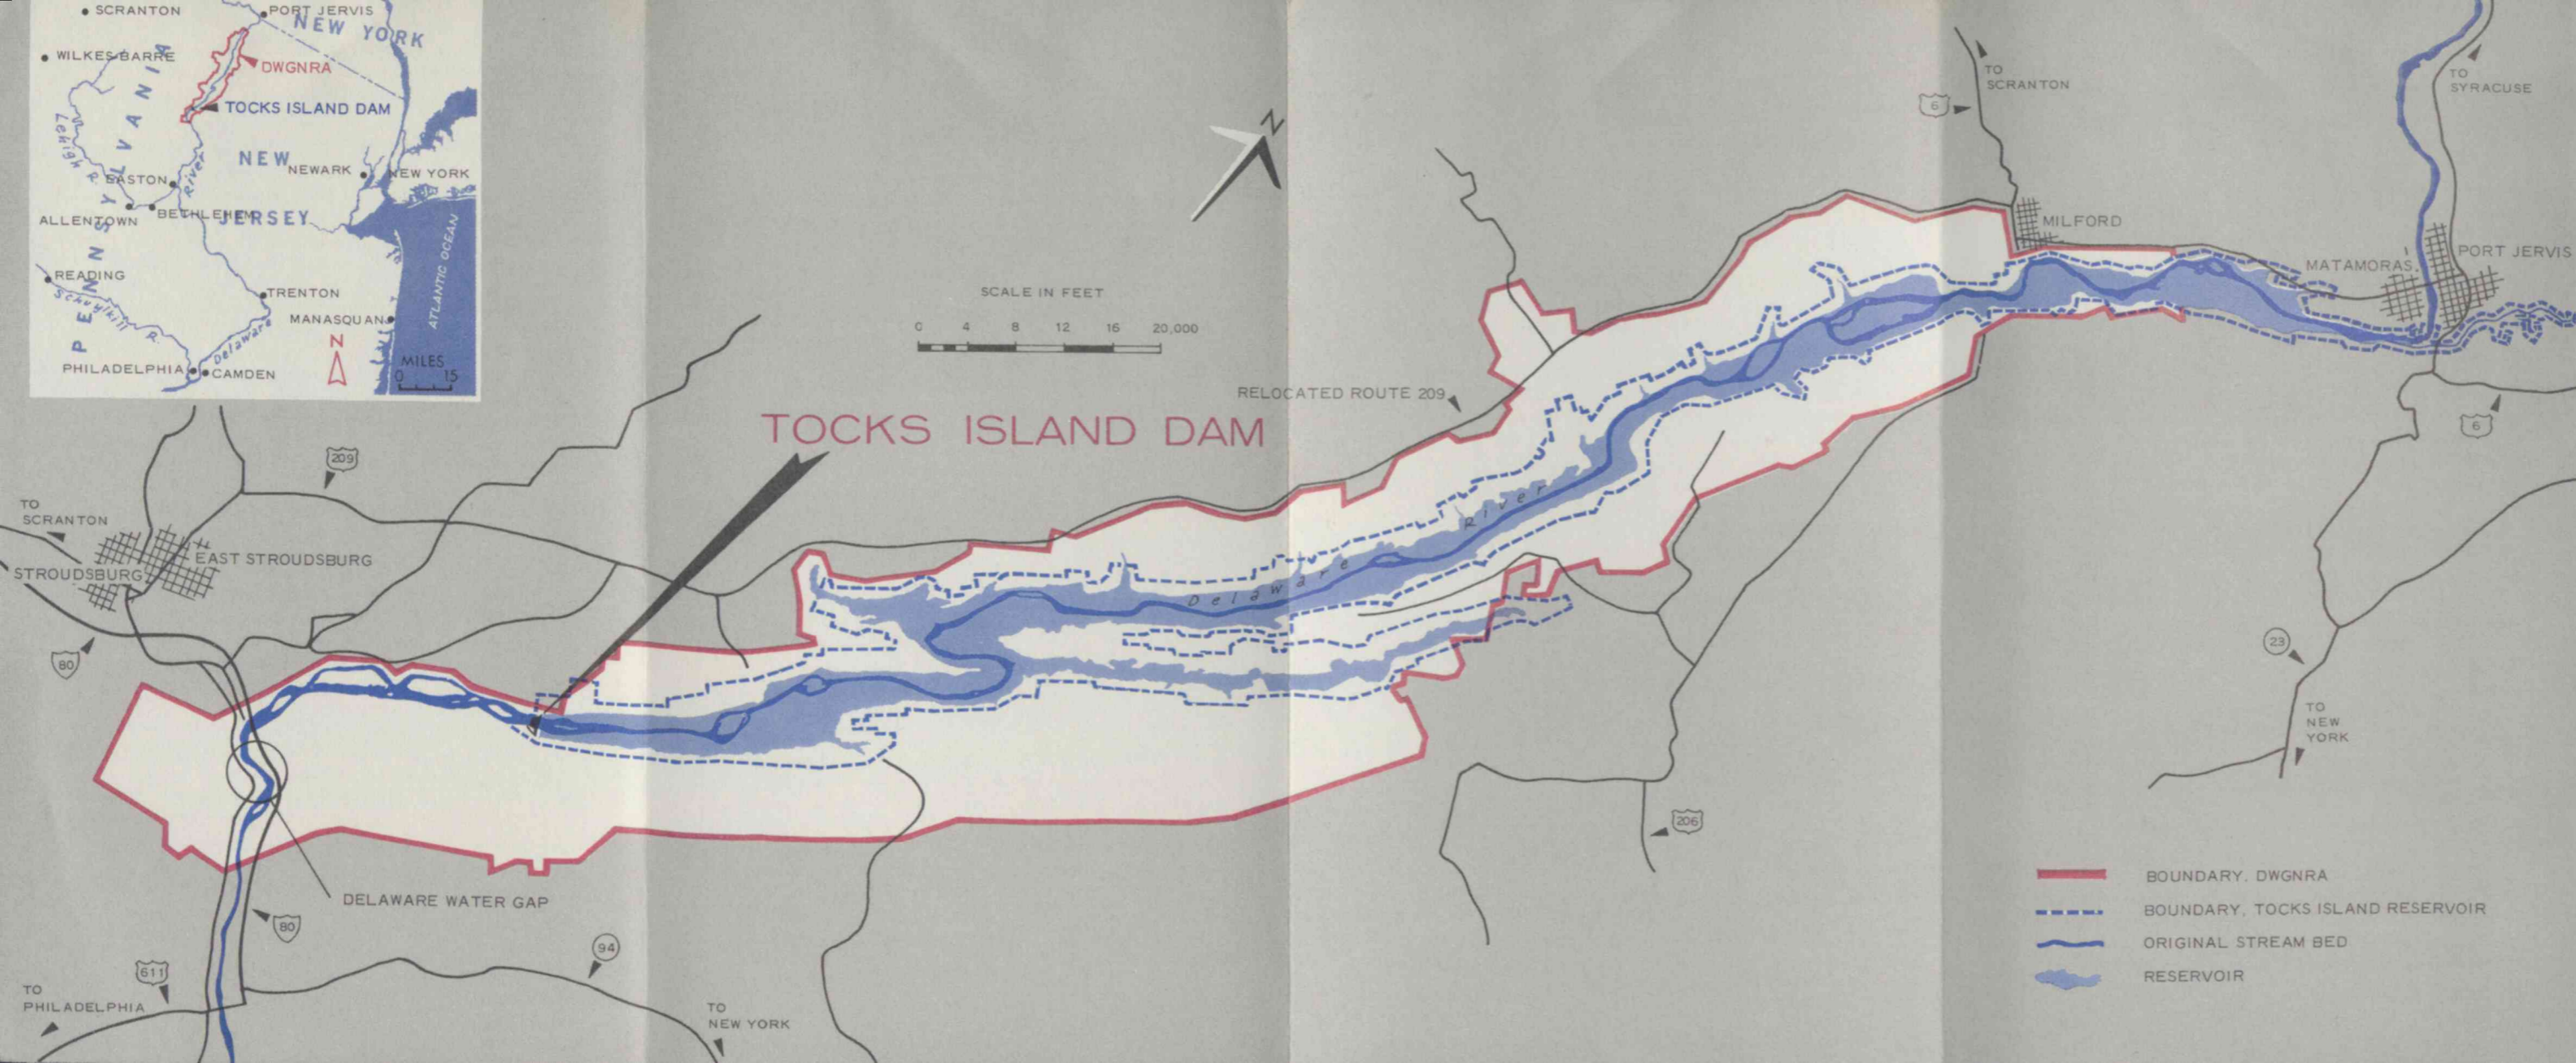 SCRANTON
PORT JERVIS
NEW YORK
WILKES-BARRE
DWGNRA
TOCKS ISLAND DAM
PENNSYLVANIA
Lehigh R.
NEW
JERSEY
NEWARK
NEW YORK
EASTON
River
ALLENTOWN
BETHLEHEM
ATLANTIC OCEAN
READING
Schuylkill R.
TRENTON
MANASQUAN
Delaware
N
MILES
0 15
PHILADELPHIA
CAMDEN
N
SCALE IN FEET
0 4 8 12 16 20,000
TOCKS ISLAND DAM
RELOCATED ROUTE 209
TO
SCRANTON
6
TO
SYRACUSE
MILFORD
MATAMORAS
PORT JERVIS
6
209
TO
SCRANTON
EAST STROUDSBURG
STROUDSBURG
80
Delaware River
23
TO
NEW
YORK
206
DELAWARE WATER GAP
80
94
611
TO
PHILADELPHIA
TO
NEW YORK
BOUNDARY, DWGNRA
BOUNDARY, TOCKS ISLAND RESERVOIR
ORIGINAL STREAM BED
RESERVOIR